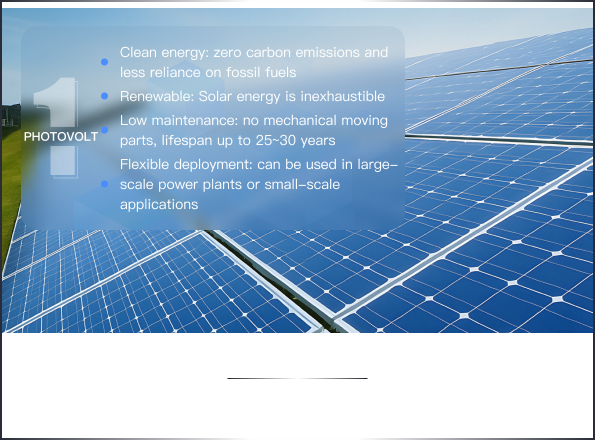 1
PHOTOVOLT
Clean energy: zero carbon emissions and
less reliance on fossil fuels
Renewable: Solar energy is inexhaustible
Low maintenance: no mechanical moving
parts, lifespan up to 25~30 years
Flexible deployment: can be used in large–
scale power plants or small–scale
applications